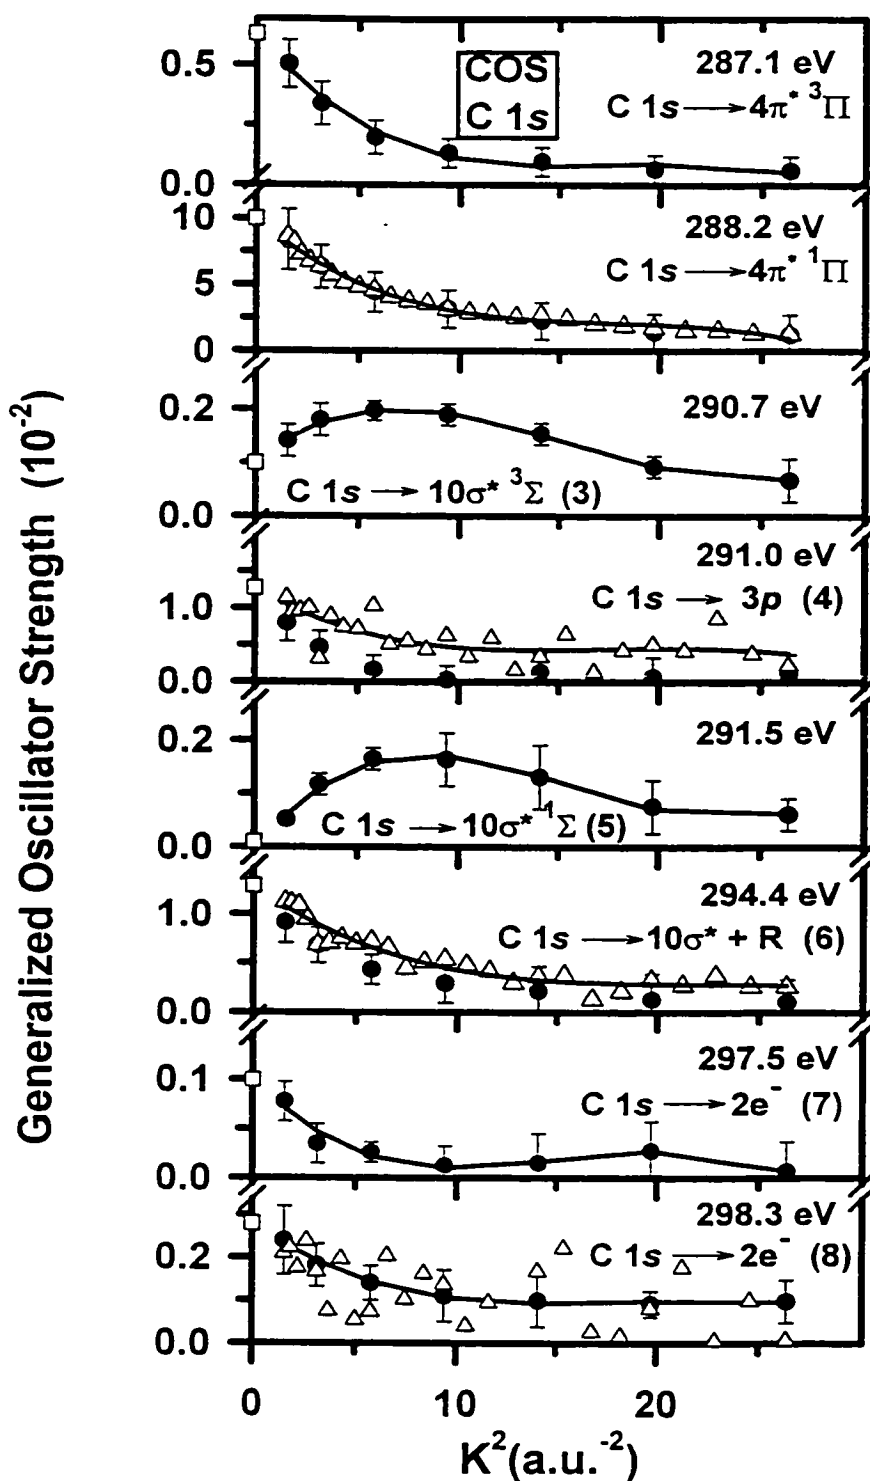 Generalized Oscillator Strength (10⁻²)
COS
C 1s
287.1 eV
C 1s → 4π* ³Π
0.5
0.0
288.2 eV
C 1s → 4π* ¹Π
10
5
0
290.7 eV
C 1s → 10σ* ³Σ (3)
0.2
0.0
291.0 eV
C 1s → 3p (4)
1.0
0.0
291.5 eV
C 1s → 10σ* ¹Σ (5)
0.2
0.0
294.4 eV
C 1s → 10σ* + R (6)
1.0
0.0
297.5 eV
C 1s → 2e⁻ (7)
0.1
0.0
298.3 eV
C 1s → 2e⁻ (8)
0.2
0.0
0 10 20
K² (a.u.⁻²)